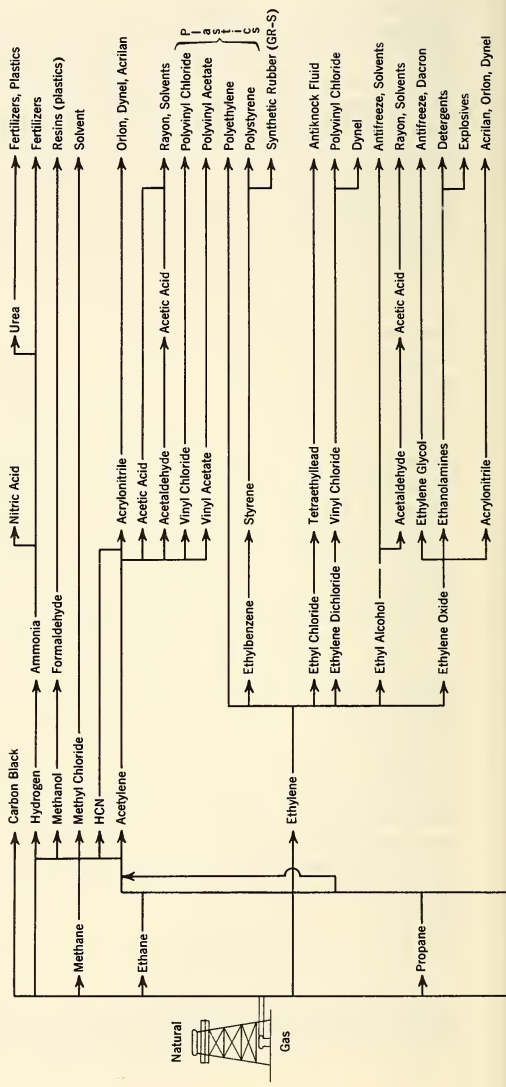 Natural
Gas
Methane
Ethane
Propane
Carbon Black
Hydrogen
Methanol
Methyl Chloride
HCN
Acetylene
Ethylene
Ammonia
Formaldehyde
Nitric Acid
Urea
Acrylonitrile
Acetic Acid
Acetaldehyde
Acetic Acid
Vinyl Chloride
Vinyl Acetate
Ethylbenzene
Styrene
Ethyl Chloride
Tetraethyllead
Ethylene Dichloride
Vinyl Chloride
Ethyl Alcohol
Acetaldehyde
Acetic Acid
Ethylene Oxide
Ethylene Glycol
Ethanolamines
Acrylonitrile
Fertilizers, Plastics
Fertilizers
Resins (plastics)
Solvent
Orlon, Dynel, Acrilan
Rayon, Solvents
Polyvinyl Chloride
Polyvinyl Acetate
Polyethylene
Polystyrene
Plastics
Synthetic Rubber (GR-S)
Antiknock Fluid
Polyvinyl Chloride
Dynel
Antifreeze, Solvents
Rayon, Solvents
Antifreeze, Dacron
Detergents
Explosives
Acrilan, Orlon, Dynel